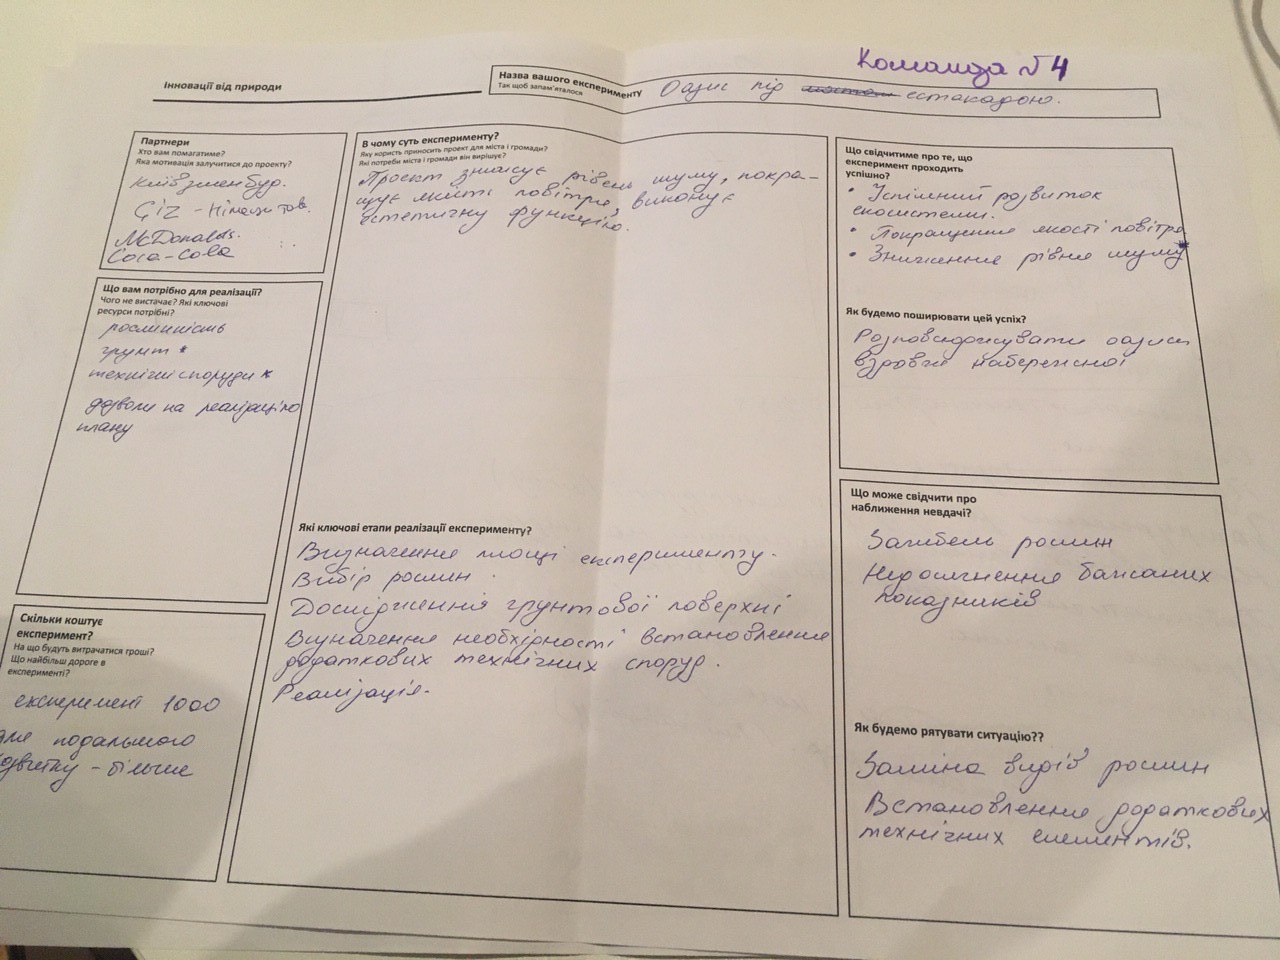 Команда №4
Інновації від природи
Назва вашого експерименту
Так щоб запам'яталося
Оазис під мостом естакадою.
Партнери
Хто вам помагатиме?
Яка мотивація залучитися до проекту?
Київзеленбуд.
GIZ - Німецьк тов.
McDonalds.
Coca-Cola
Що вам потрібно для реалізації?
Чого не вистачає? Які ключові
ресурси потрібні?
рослинність
грунт *
технічні споруди *
дозволи на реалізацію
плану
Скільки коштує
експеримент?
На що будуть витрачатися гроші?
Що найбільш дороге в
експерименті?
експеримент 1000
для подальшого
розвитку - більше
В чому суть експерименту?
Яку користь приносить проект для міста і громади?
Які потреби міста і громади він вирішує?
Проект знижує рівень шуму, покра-
щує якість повітря, виконує
естетичну функцію.
Які ключові етапи реалізації експерименту?
Визначення площі експерименту.
Вибір рослин.
Дослідження грунтової поверхні
Визначення необхідності встановлення
додаткових технічних споруд.
Реалізація.
Що свідчитиме про те, що
експеримент проходить
успішно?
• Успішний розвиток
екосистеми.
• Покращення якості повітря
• Зниження рівня шуму
Як будемо поширювати цей успіх?
Розповсюджувати оазис
вздовж набережної
Що може свідчити про
наближення невдачі?
Загибель рослин
Недосягнення бажаних
показників
Як будемо рятувати ситуацію??
Заміна видів рослин
Встановлення додаткових
технічних елементів.